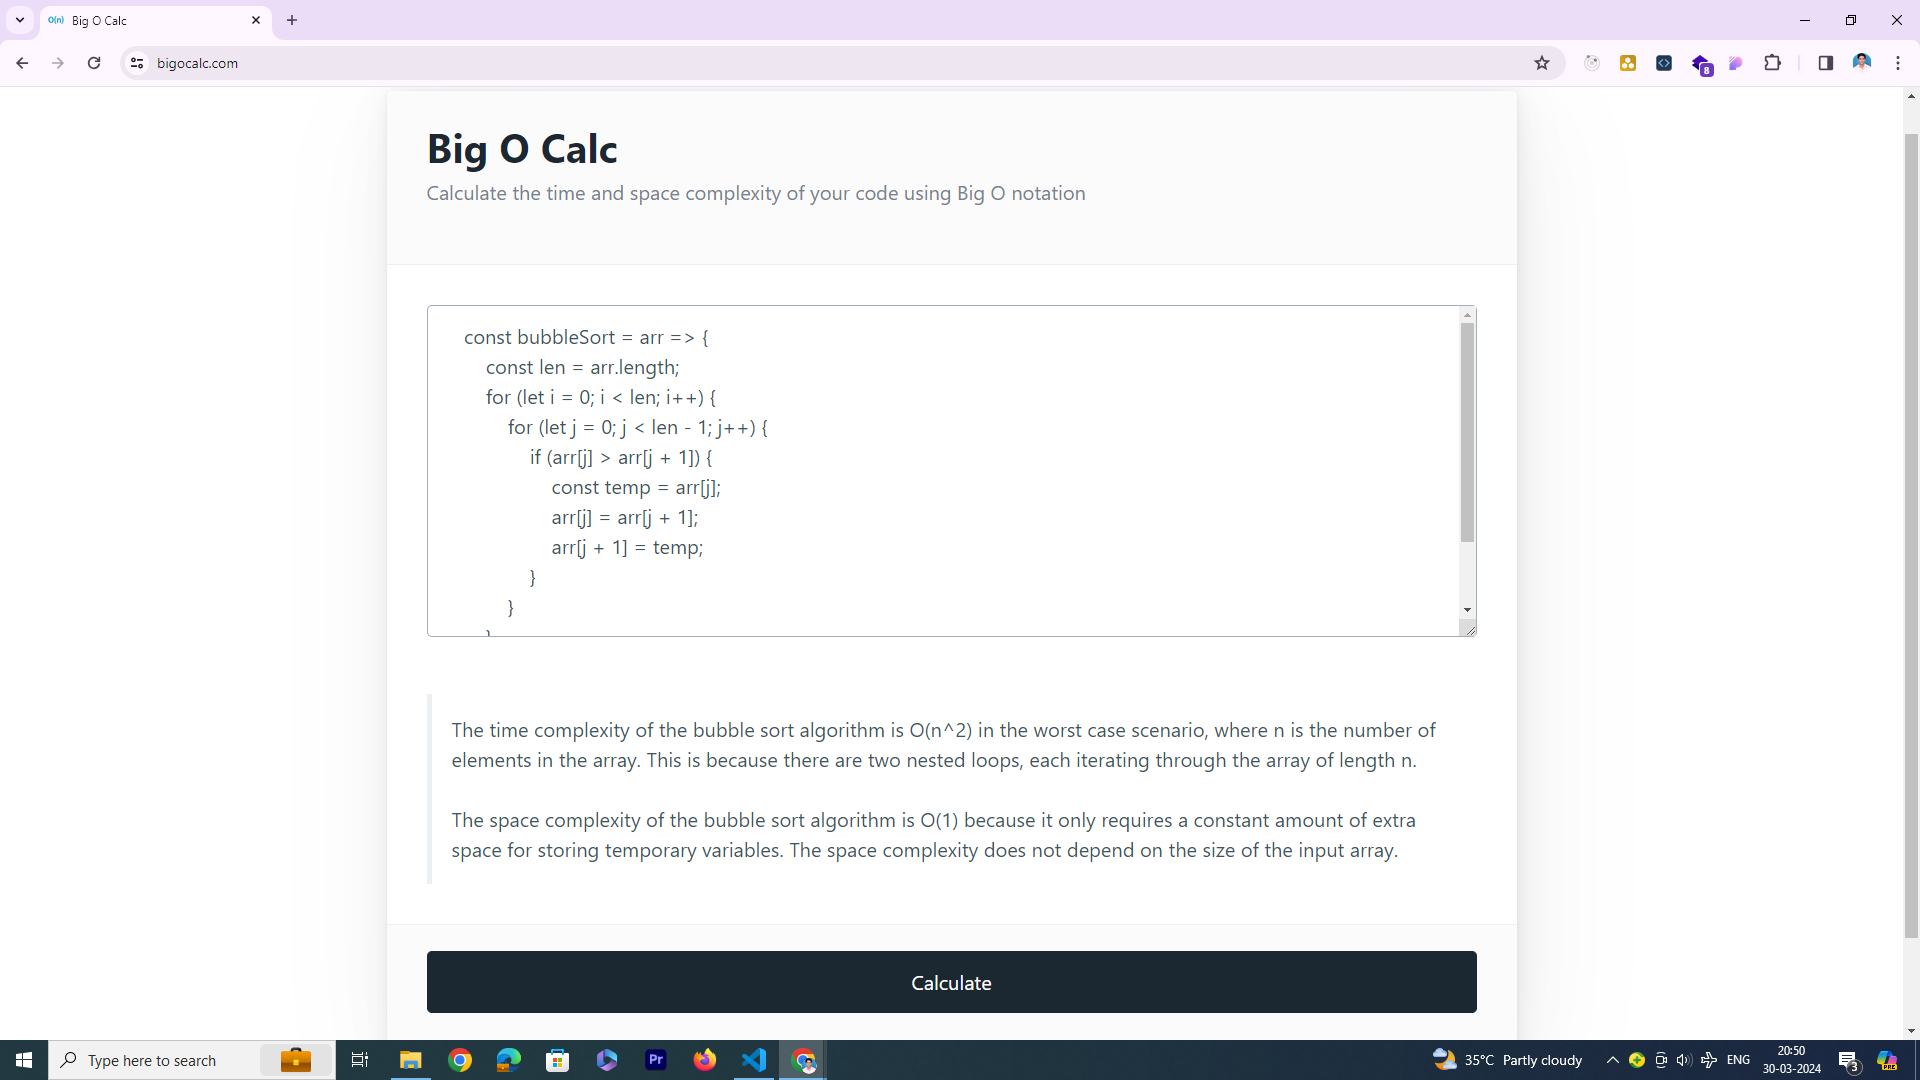 O(n) Big O Calc
bigocalc.com
8
Big O Calc
Calculate the time and space complexity of your code using Big O notation
const bubbleSort = arr => {
const len = arr.length;
for (let i = 0; i < len; i++) {
for (let j = 0; j < len - 1; j++) {
if (arr[j] > arr[j + 1]) {
const temp = arr[j];
arr[j] = arr[j + 1];
arr[j + 1] = temp;
}
}
}
The time complexity of the bubble sort algorithm is O(n^2) in the worst case scenario, where n is the number of
elements in the array. This is because there are two nested loops, each iterating through the array of length n.
The space complexity of the bubble sort algorithm is O(1) because it only requires a constant amount of extra
space for storing temporary variables. The space complexity does not depend on the size of the input array.
Calculate
Type here to search
Pr
35°C Partly cloudy
ENG
20:50
30-03-2024
3
PRE